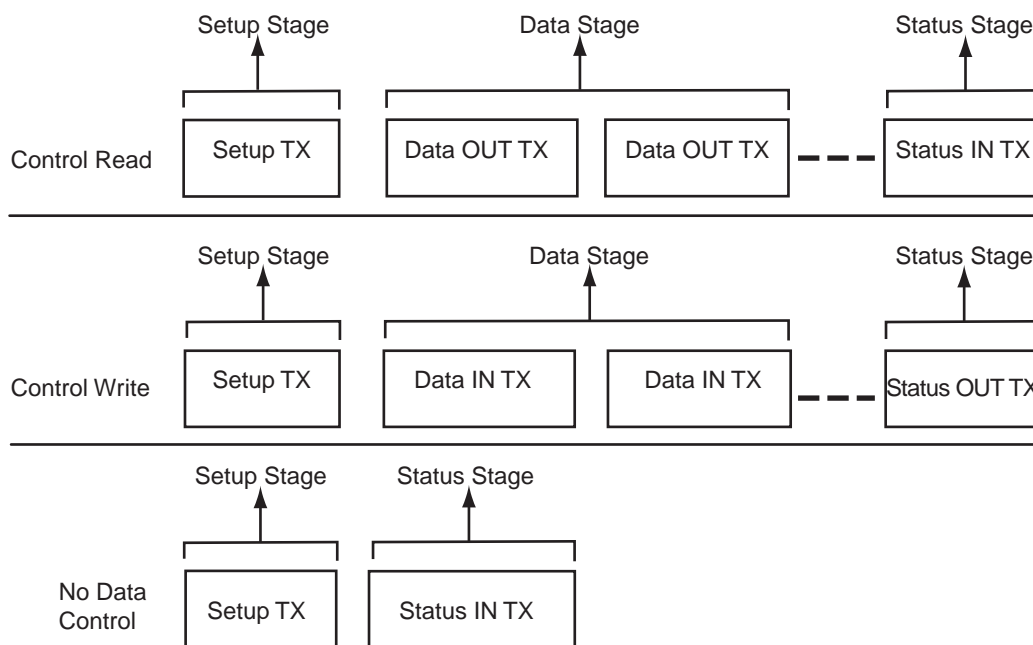 Setup Stage Data Stage Status Stage
Control Read Setup TX Data OUT TX Data OUT TX Status IN TX
Setup Stage Data Stage Status Stage
Control Write Setup TX Data IN TX Data IN TX Status OUT TX
Setup Stage Status Stage
No Data
Control
Setup TX Status IN TX